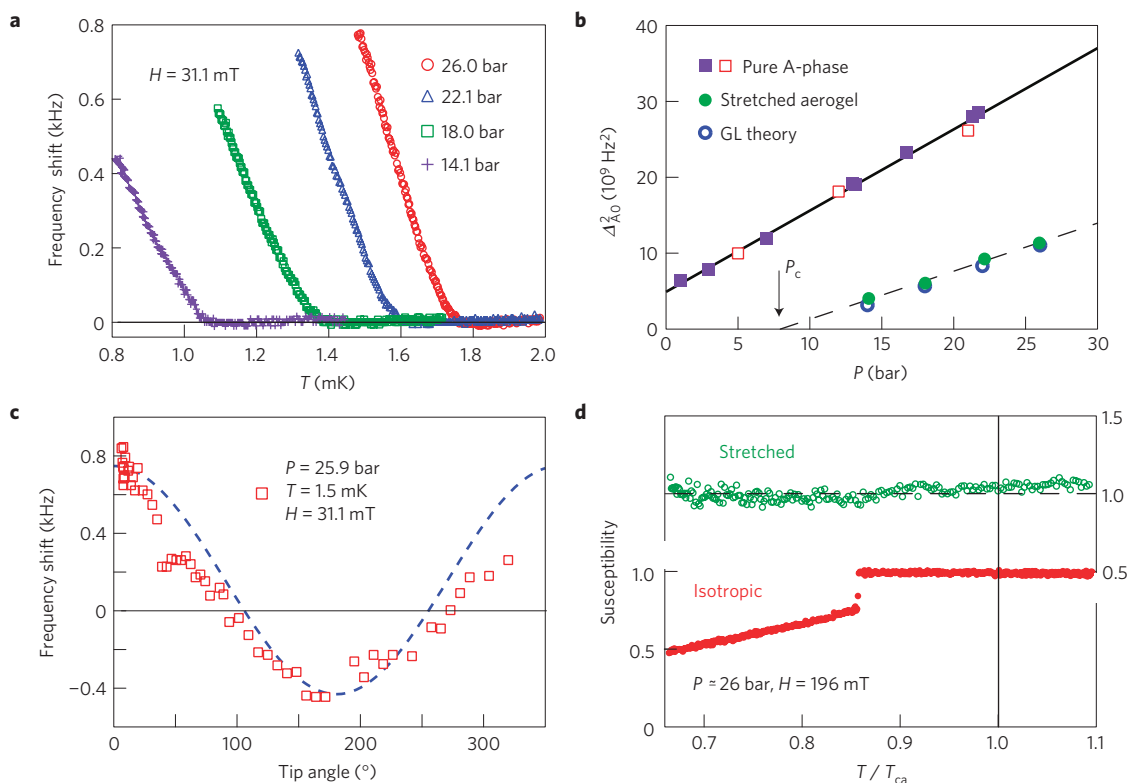 a
Frequency shift (kHz)
0.8
0.6
0.4
0.2
0
H = 31.1 mT
26.0 bar
22.1 bar
18.0 bar
14.1 bar
0.8 1.0 1.2 1.4 1.6 1.8 2.0
T (mK)
b
Δ²A0 (10⁹ Hz²)
40
30
20
10
0
Pure A-phase
Stretched aerogel
GL theory
Pc
0 5 10 15 20 25 30
P (bar)
c
Frequency shift (kHz)
0.8
0.4
0
−0.4
P = 25.9 bar
T = 1.5 mK
H = 31.1 mT
0 100 200 300
Tip angle (°)
d
Susceptibility
1.5
1.0
0.5
Stretched
1.0
0.5
0
Isotropic
P ≃ 26 bar, H = 196 mT
0.7 0.8 0.9 1.0 1.1
T / Tca